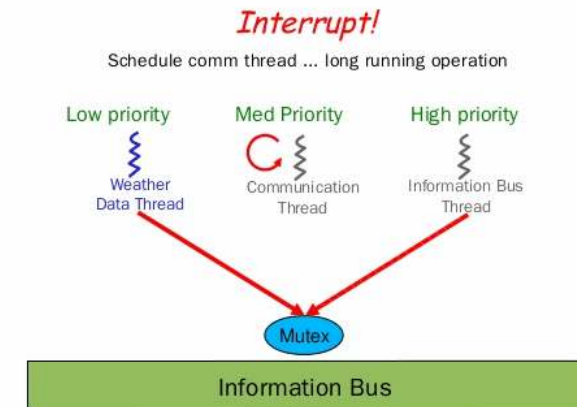 Interrupt!
Schedule comm thread ... long running operation
Low priority
Med Priority
High priority
Weather
Data Thread
Communication
Thread
Information Bus
Thread
Mutex
Information Bus